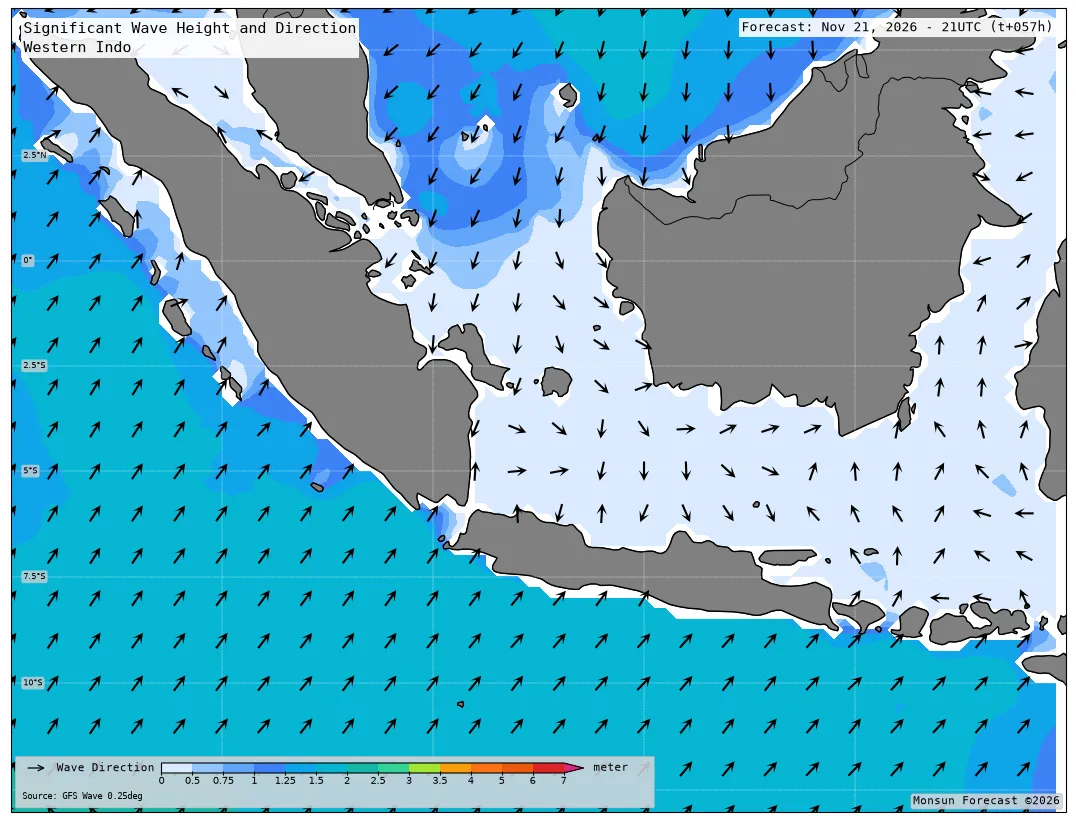 Significant Wave Height and Direction
Western Indo
Forecast: Nov 21, 2026 - 21UTC (t+057h)
2.5°N
0°
2.5°S
5°S
7.5°S
10°S
Wave Direction
0 0.5 0.75 1 1.25 1.5 2 2.5 3 3.5 4 5 6 7
meter
Source: GFS Wave 0.25deg
Monsun Forecast ©2026